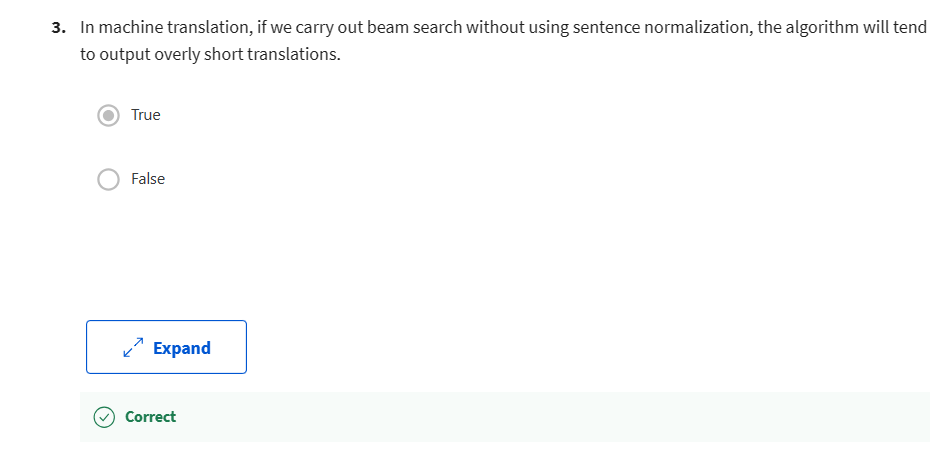 3. In machine translation, if we carry out beam search without using sentence normalization, the algorithm will tend
to output overly short translations.
True
False
Expand
Correct